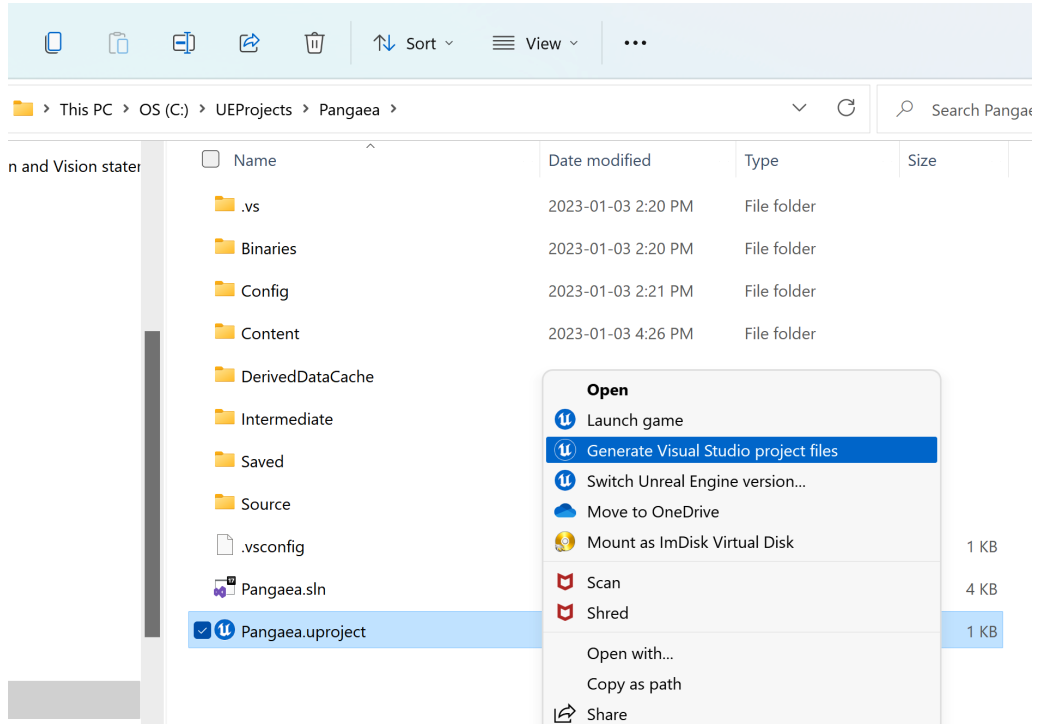 Sort
View
This PC > OS (C:) > UEProjects > Pangaea >
Search Pangae
n and Vision stater
Name
Date modified
Type
Size
.vs 2023-01-03 2:20 PM File folder
Binaries 2023-01-03 2:20 PM File folder
Config 2023-01-03 2:21 PM File folder
Content 2023-01-03 4:26 PM File folder
DerivedDataCache
Intermediate
Saved
Source
.vsconfig 1 KB
Pangaea.sln 4 KB
Pangaea.uproject 1 KB
Open
Launch game
Generate Visual Studio project files
Switch Unreal Engine version...
Move to OneDrive
Mount as ImDisk Virtual Disk
Scan
Shred
Open with...
Copy as path
Share